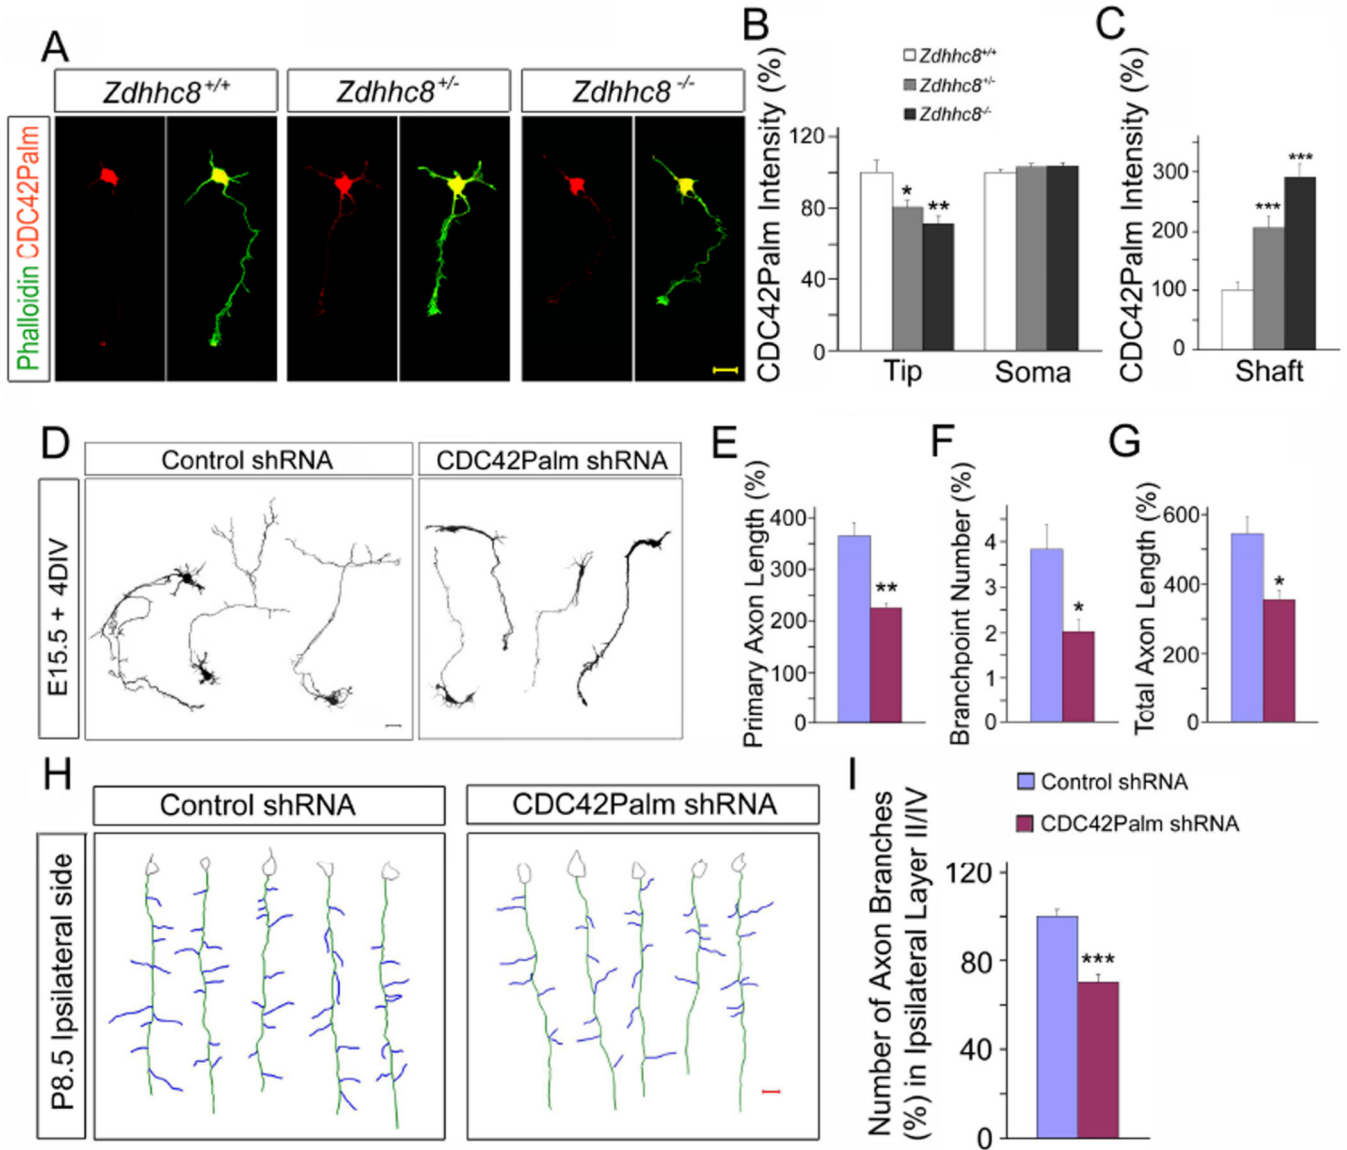 A
Zdhhc8+/+
Zdhhc8+/-
Zdhhc8-/-
Phalloidin CDC42Palm
B
CDC42Palm Intensity (%)
Zdhhc8+/+
Zdhhc8+/-
Zdhhc8-/-
120
80
40
0
*
**
Tip
Soma
C
CDC42Palm Intensity (%)
300
200
100
0
***
***
Shaft
D
Control shRNA
CDC42Palm shRNA
E15.5 + 4DIV
E
Primary Axon Length (%)
400
300
200
100
0
**
F
Branchpoint Number (%)
4
3
2
1
0
*
G
Total Axon Length (%)
600
400
200
0
*
H
Control shRNA
CDC42Palm shRNA
P8.5 Ipsilateral side
I
Control shRNA
CDC42Palm shRNA
Number of Axon Branches
(%) in Ipsilateral Layer II/IV
120
80
40
0
***